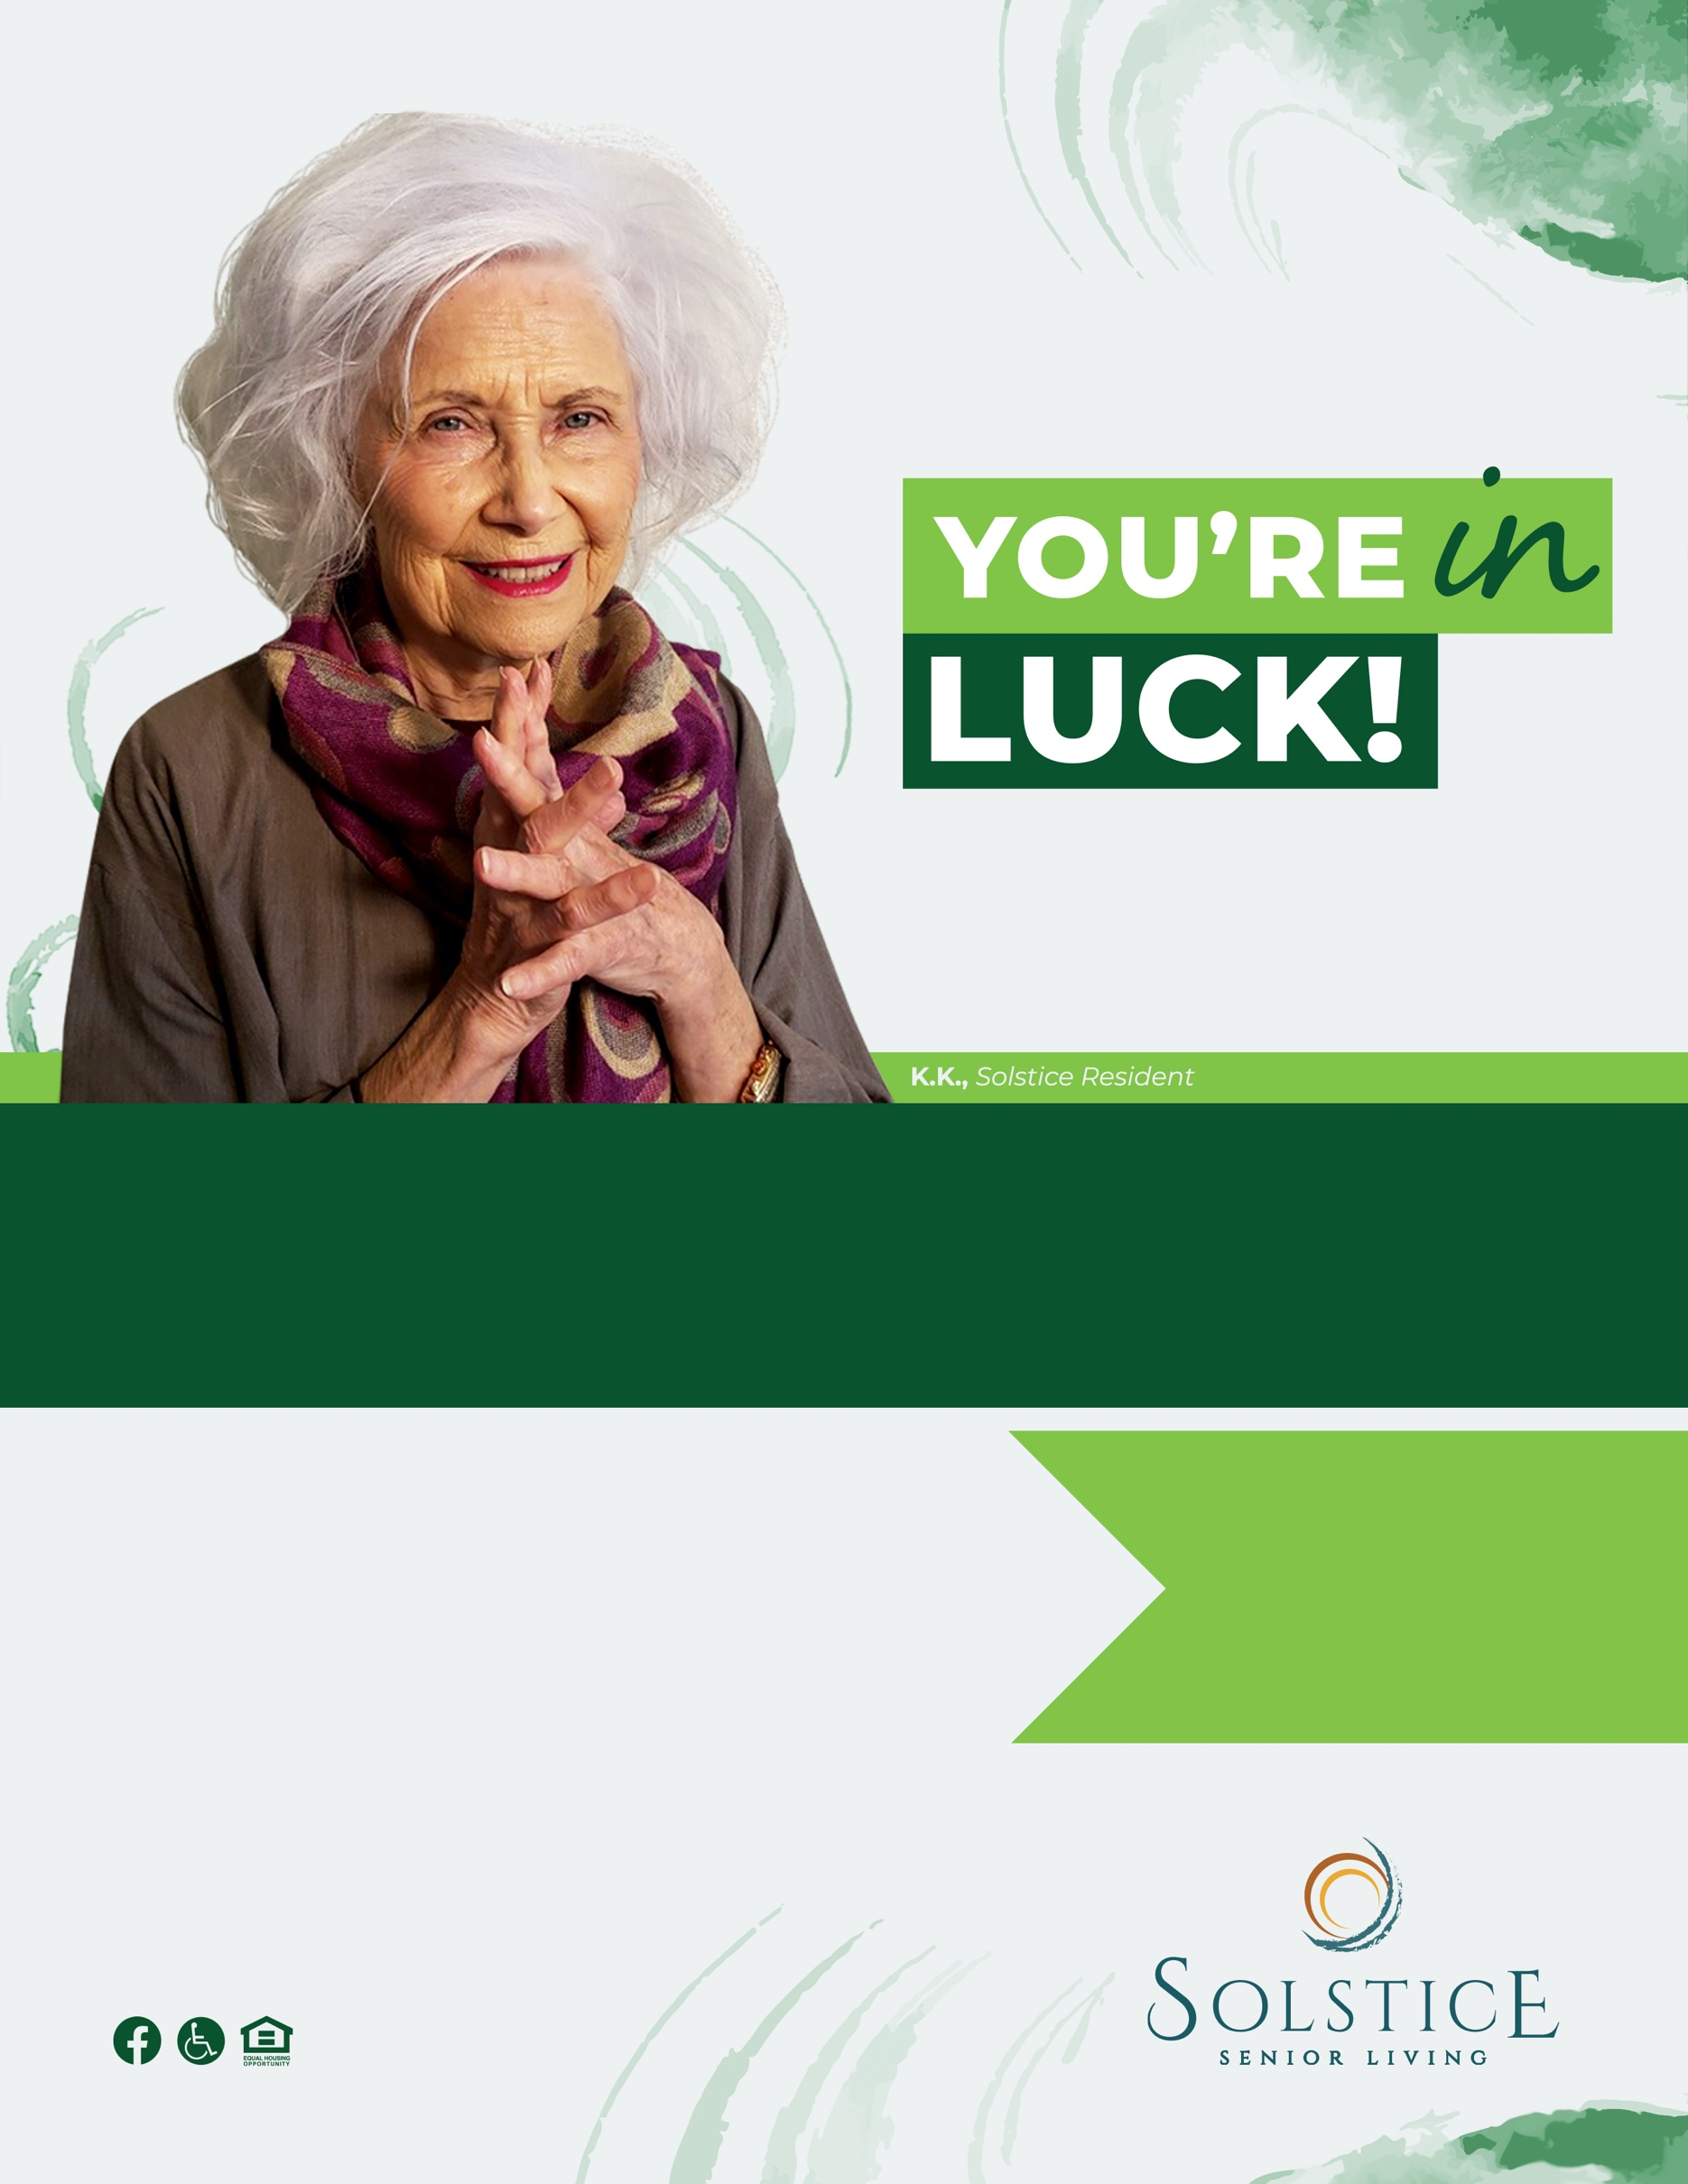 YOU’RE in
LUCK!
K.K., Solstice Resident
SOLSTICE
SENIOR LIVING
EQUAL HOUSING
OPPORTUNITY